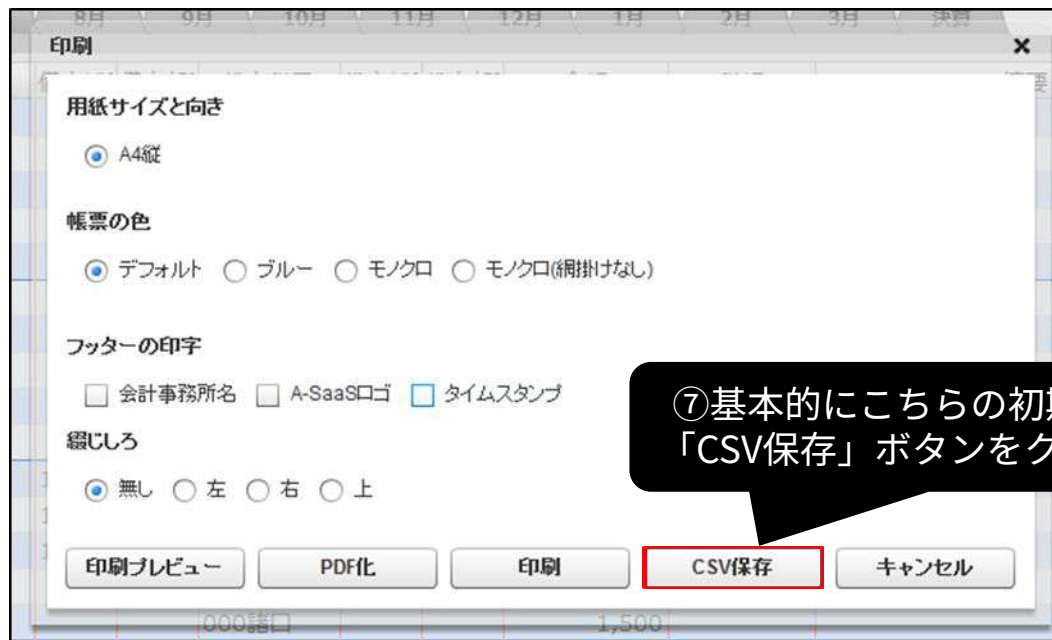 8月 9月 10月 11月 12月 1月 2月 3月 決算
印刷
要
用紙サイズと向き
A4縦
帳票の色
デフォルト ブルー モノクロ モノクロ(網掛けなし)
フッターの印字
会計事務所名 A-SaaSロゴ タイムスタンプ
⑦基本的にこちらの初期
「CSV保存」ボタンをク
綴じしろ
無し 左 右 上
印刷プレビュー PDF化 印刷 CSV保存 キャンセル
000諸口 1,500